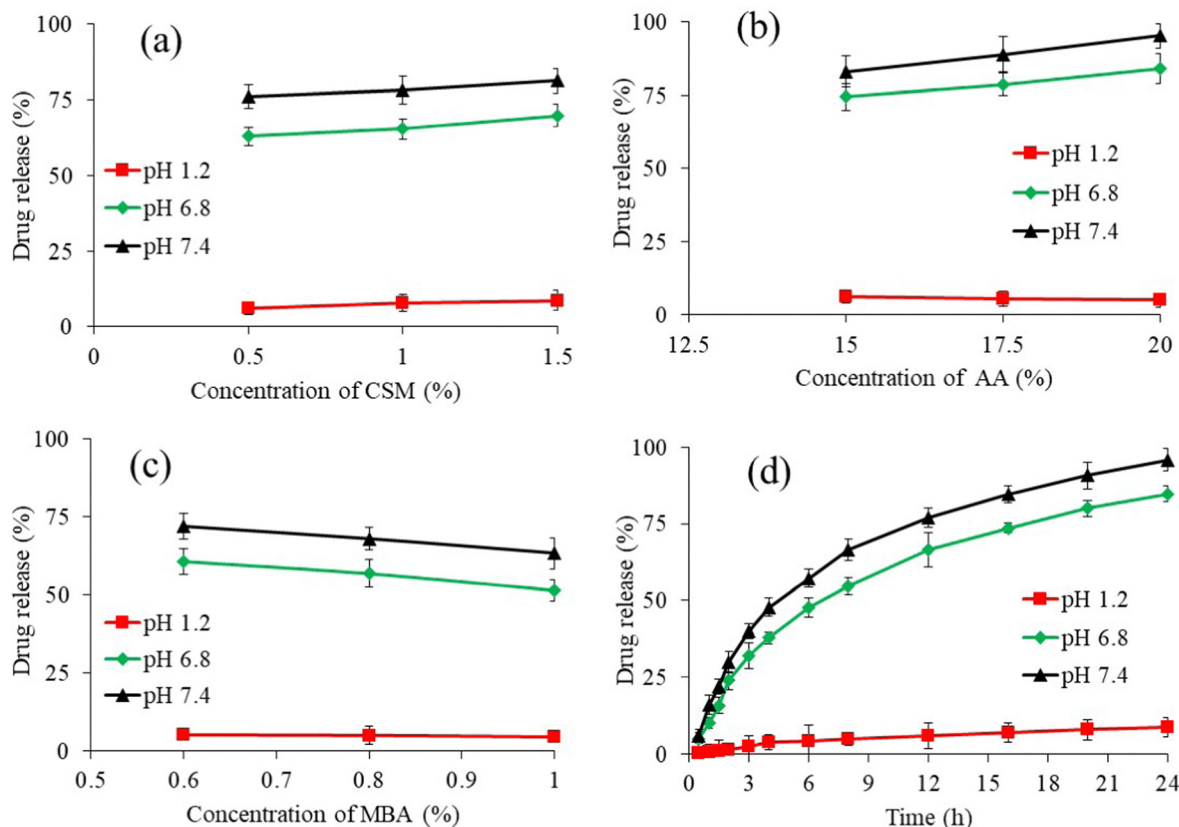 (a)
100
75
50
25
0
Drug release (%)
pH 1.2
pH 6.8
pH 7.4
0 0.5 1 1.5
Concentration of CSM (%)
(b)
100
75
50
25
0
Drug release (%)
pH 1.2
pH 6.8
pH 7.4
12.5 15 17.5 20
Concentration of AA (%)
(c)
100
75
50
25
0
Drug release (%)
pH 1.2
pH 6.8
pH 7.4
0.5 0.6 0.7 0.8 0.9 1
Concentration of MBA (%)
(d)
100
75
50
25
0
Drug release (%)
pH 1.2
pH 6.8
pH 7.4
0 3 6 9 12 15 18 21 24
Time (h)